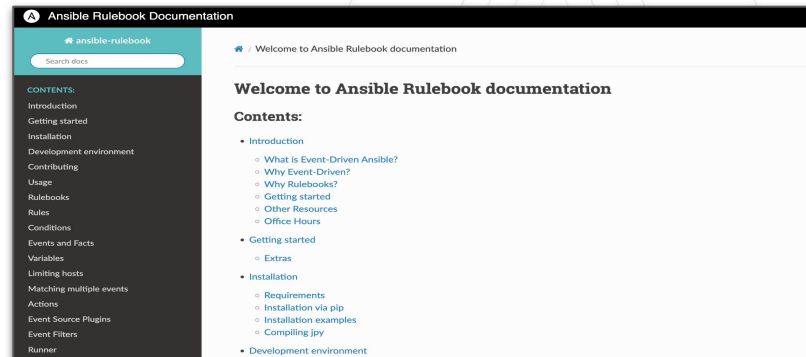 A Ansible Rulebook Documentation
ansible-rulebook
Search docs
CONTENTS:
Introduction
Getting started
Installation
Development environment
Contributing
Usage
Rulebooks
Rules
Conditions
Events and Facts
Variables
Limiting hosts
Matching multiple events
Actions
Event Source Plugins
Event Filters
Runner
/ Welcome to Ansible Rulebook documentation
Welcome to Ansible Rulebook documentation
Contents:
• Introduction
○ What is Event-Driven Ansible?
○ Why Event-Driven?
○ Why Rulebooks?
○ Getting started
○ Other Resources
○ Office Hours
• Getting started
○ Extras
• Installation
○ Requirements
○ Installation via pip
○ Installation examples
○ Compiling jpy
• Development environment